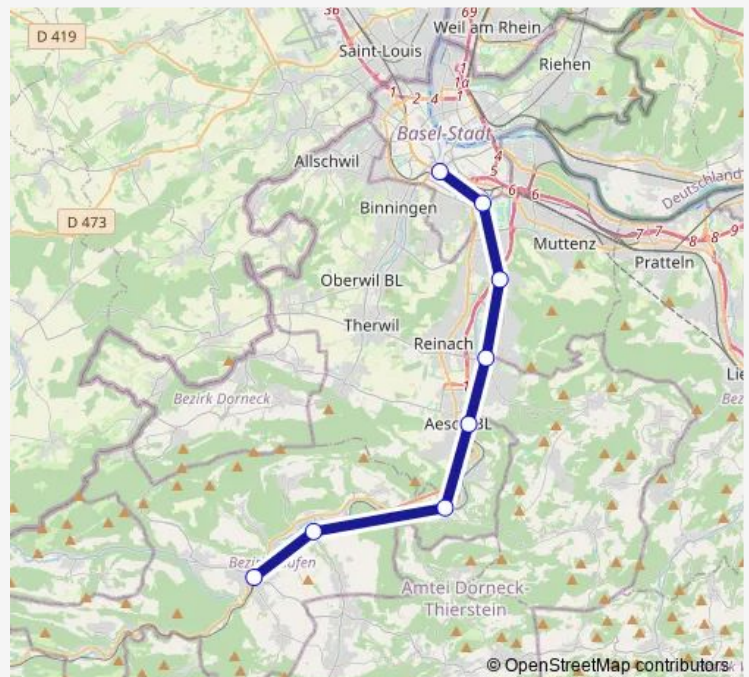 36
69
Weil am Rhein
D 419
Saint-Louis
Riehen
1
1a
1 2 4 1
Basel-Stadt
4
Allschwil
5
6 6
Deutschland
Binningen
D 473
7 7 8 8 9
Muttenz
Pratteln
Oberwil BL
Therwil
Reinach
1
Bezirk Dorneck
Amtei Dorneck-
Thierstein
© OpenStreetMap contributors